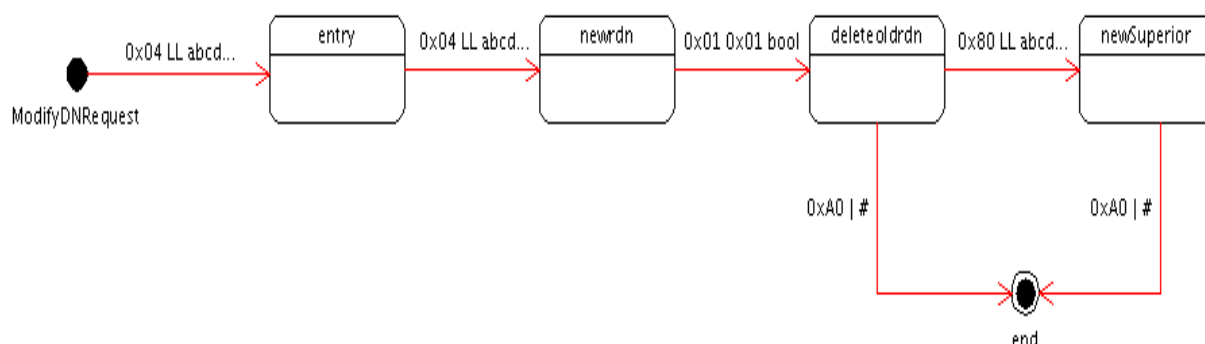 entry
newrdn
deleteoldrdn
newSuperior
0x04 LL abcd...
0x04 LL abcd...
0x01 0x01 bool
0x80 LL abcd...
ModifyDNRequest
0xA0 | #
0xA0 | #
end